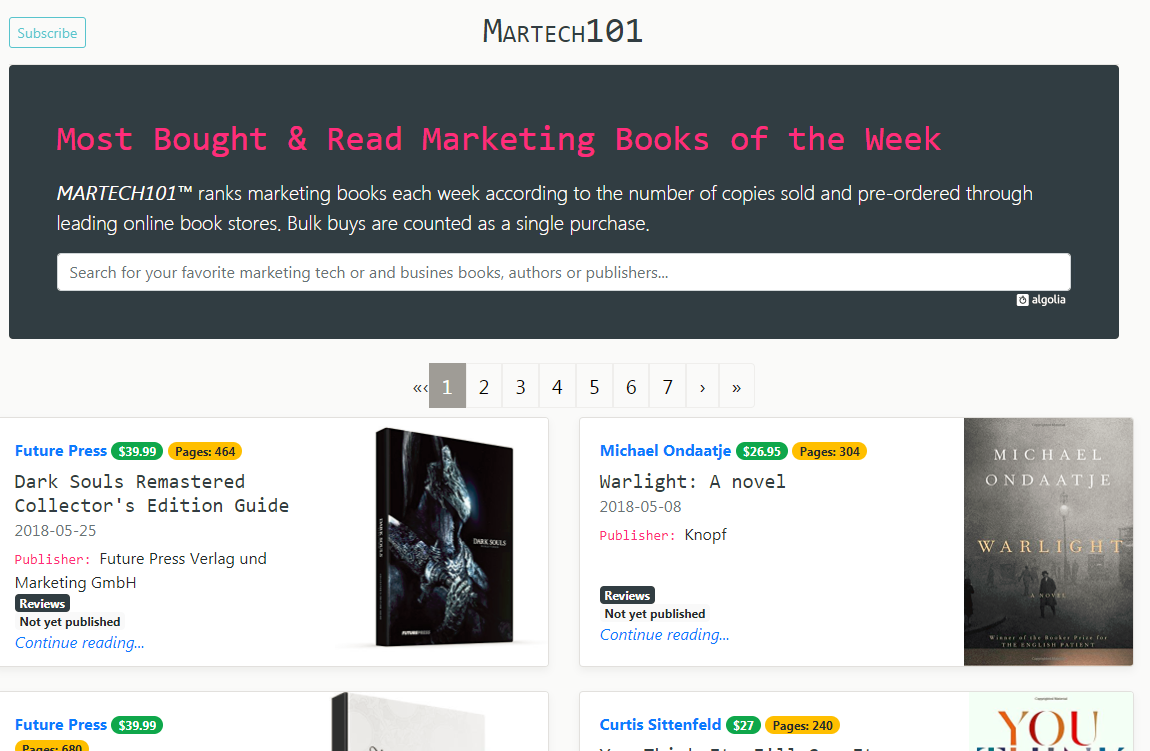 Subscribe
Martech101
Most Bought & Read Marketing Books of the Week
MARTECH101™ ranks marketing books each week according to the number of copies sold and pre-ordered through
leading online book stores. Bulk buys are counted as a single purchase.
Search for your favorite marketing tech or and busines books, authors or publishers...
algolia
«‹ 1 2 3 4 5 6 7 › »
Future Press $39.99 Pages: 464
Dark Souls Remastered
Collector's Edition Guide
2018-05-25
Publisher: Future Press Verlag und
Marketing GmbH
Reviews
Not yet published
Continue reading...
DARK SOULS
DARK SOULS
FUTUREPRESS
Michael Ondaatje $26.95 Pages: 304
Warlight: A novel
2018-05-08
Publisher: Knopf
Reviews
Not yet published
Continue reading...
MICHAEL
ONDAATJE
WARLIGHT
A NOVEL
Winner of the Booker Prize for
THE ENGLISH PATIENT
Future Press $39.99
Pages: 680
Curtis Sittenfeld $27 Pages: 240
YOU